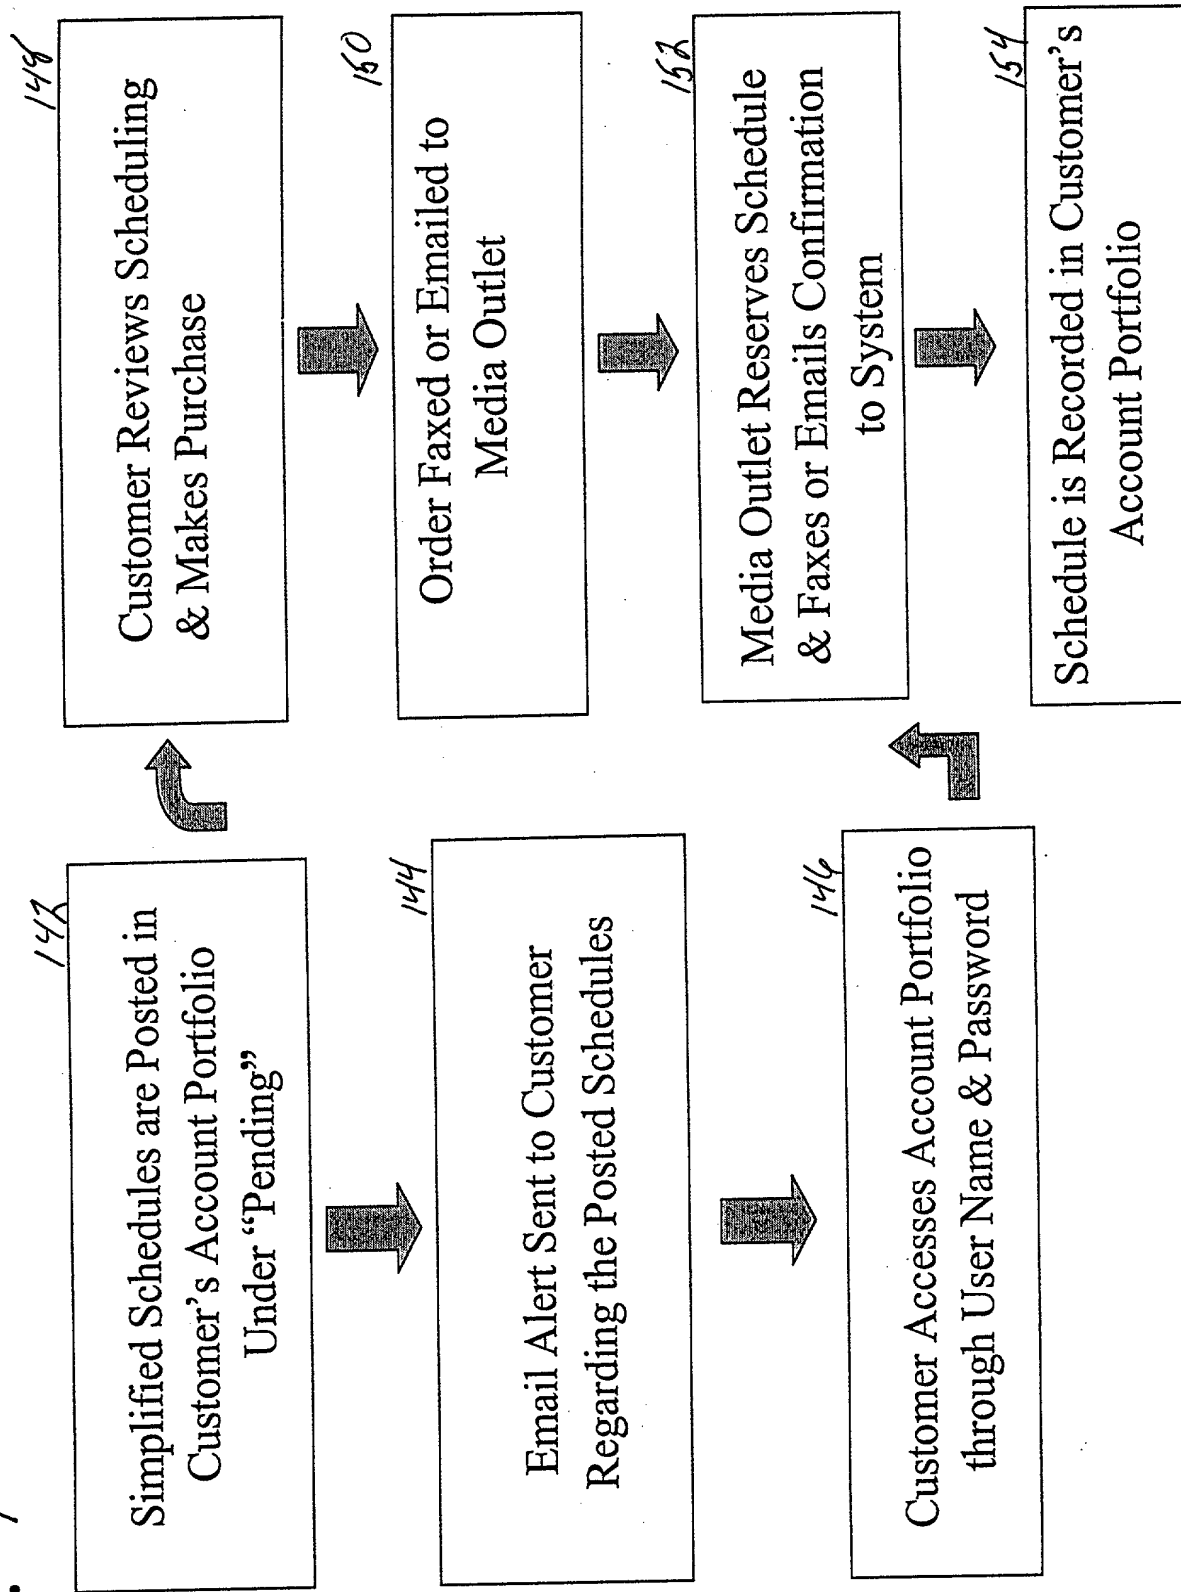 142
Simplified Schedules are Posted in
Customer's Account Portfolio
Under “Pending”
144
Email Alert Sent to Customer
Regarding the Posted Schedules
146
Customer Accesses Account Portfolio
through User Name & Password
148
Customer Reviews Scheduling
& Makes Purchase
150
Order Faxed or Emailed to
Media Outlet
152
Media Outlet Reserves Schedule
& Faxes or Emails Confirmation
to System
154
Schedule is Recorded in Customer's
Account Portfolio